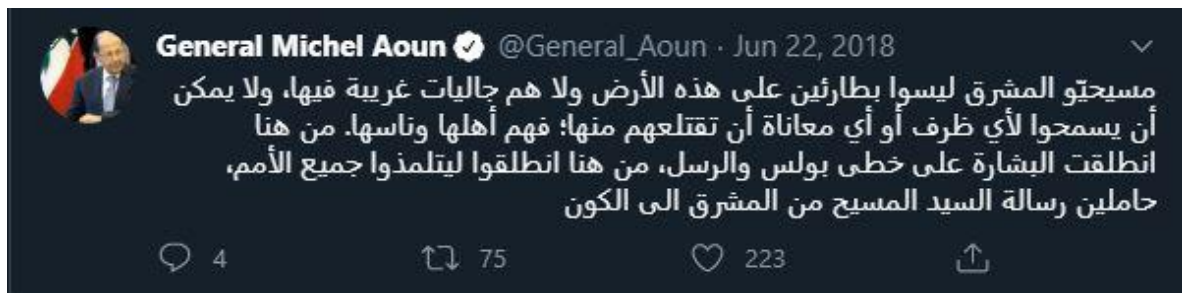 General Michel Aoun @General_Aoun · Jun 22, 2018
مسيحيّو المشرق ليسوا بطارئين على هذه الأرض ولا هم جاليات غريبة فيها، ولا يمكن
أن يسمحوا لأي ظرف أو أي معاناة أن تقتلعهم منها؛ فهم أهلها وناسها. من هنا
انطلقت البشارة على خطى بولس والرسل، من هنا انطلقوا ليتلمذوا جميع الأمم،
حاملين رسالة السيد المسيح من المشرق الى الكون
4 75 223